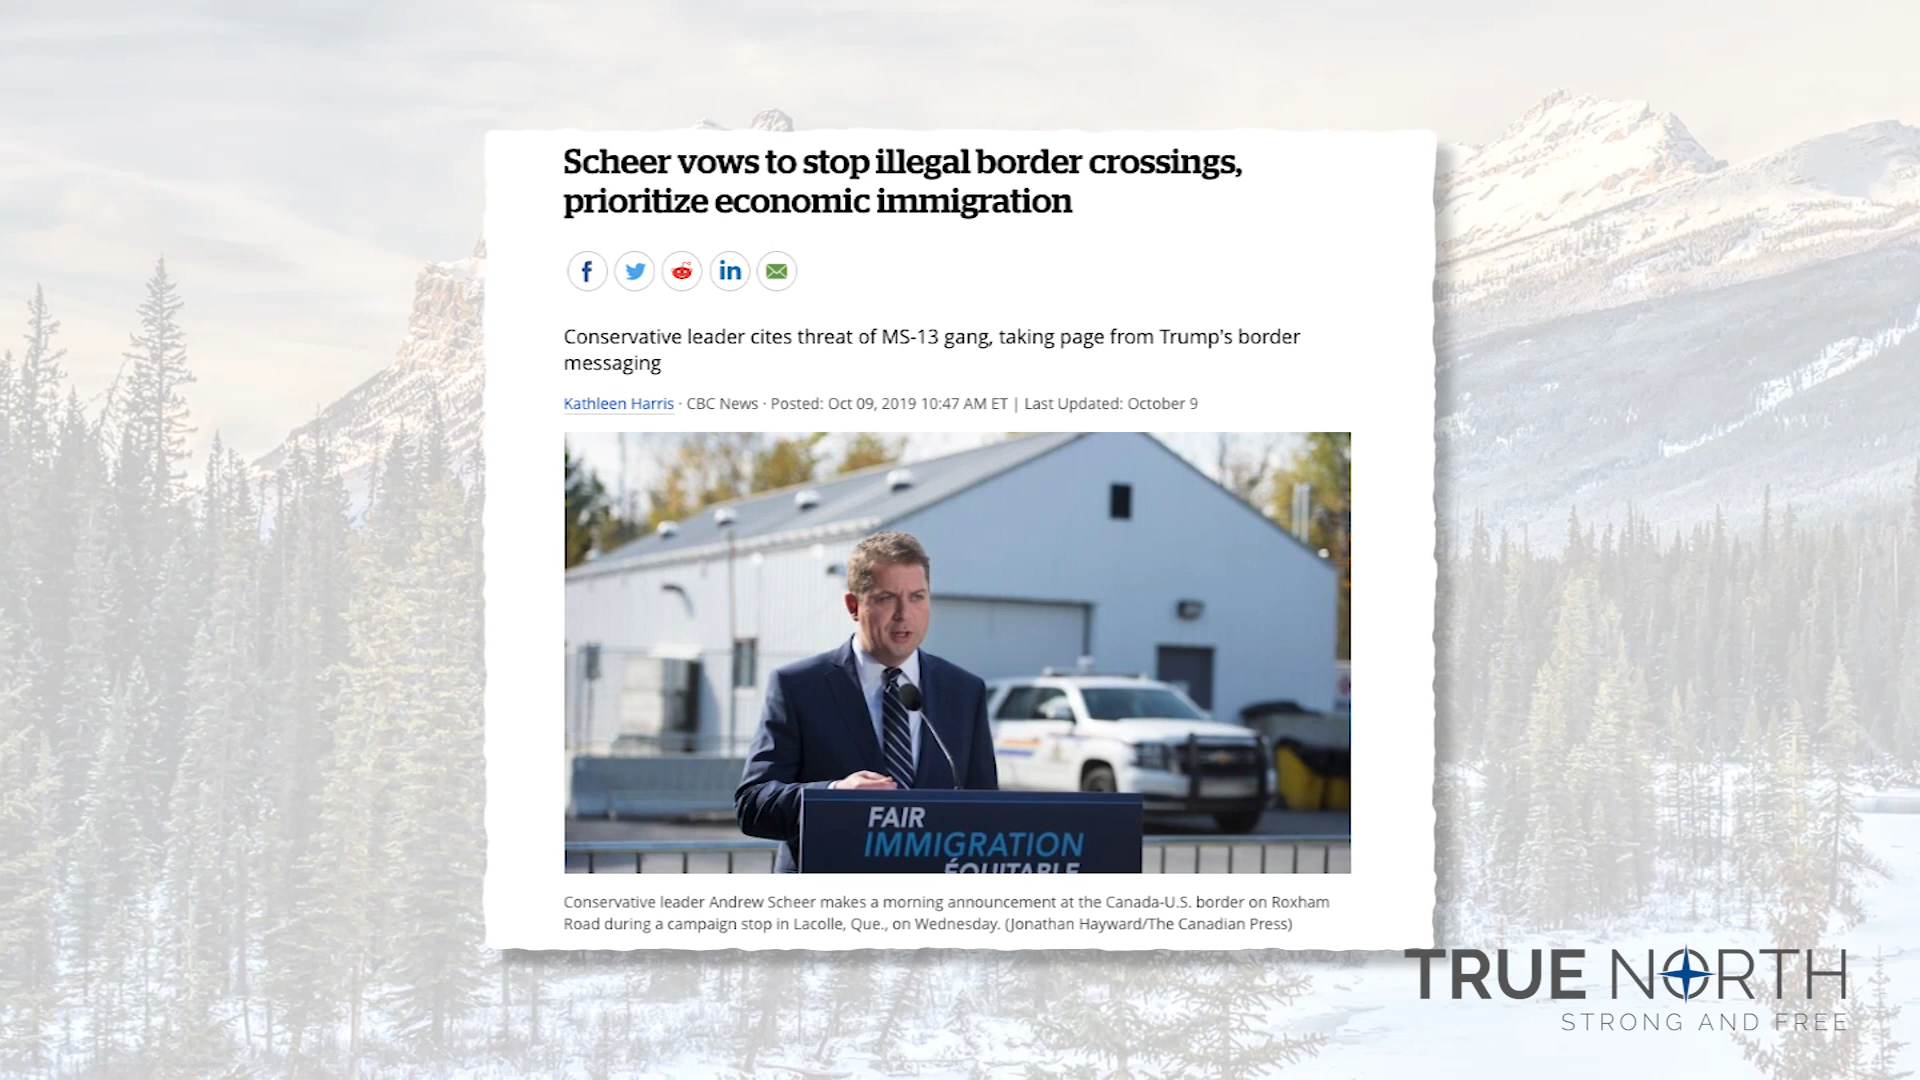 Scheer vows to stop illegal border crossings,
prioritize economic immigration
Conservative leader cites threat of MS-13 gang, taking page from Trump's border
messaging
Kathleen Harris · CBC News · Posted: Oct 09, 2019 10:47 AM ET | Last Updated: October 9
FAIR
IMMIGRATION
ÉQUITABLE
Conservative leader Andrew Scheer makes a morning announcement at the Canada-U.S. border on Roxham
Road during a campaign stop in Lacolle, Que., on Wednesday. (Jonathan Hayward/The Canadian Press)
TRUE NORTH
STRONG AND FREE